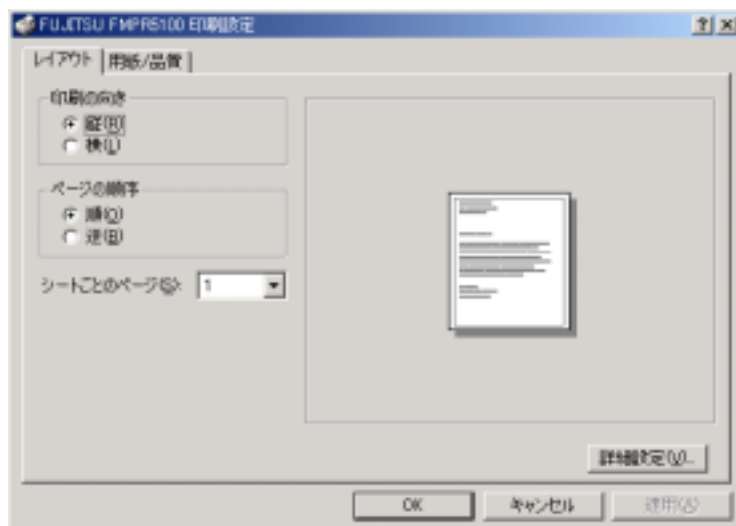 FUJITSU FMPR5100 印刷設定
レイアウト
用紙/品質
印刷の向き
縦(R)
横(L)
ページの順序
順(O)
逆(B)
シートごとのページ(S):
1
詳細設定(V)...
OK
キャンセル
適用(A)